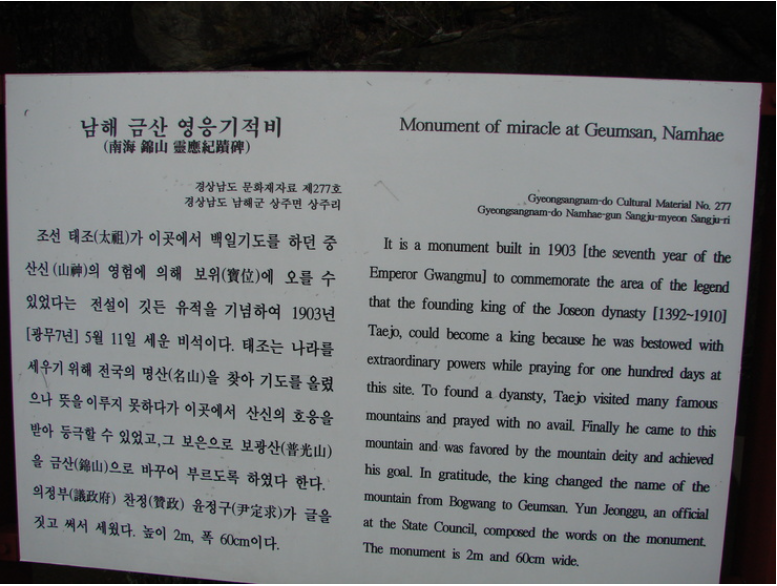 남해 금산 영응기적비
(南海 錦山 靈應紀蹟碑)
경상남도 문화재자료 제277호
경상남도 남해군 상주면 상주리
조선 태조(太祖)가 이곳에서 백일기도를 하던 중
산신(山神)의 영험에 의해 보위(寶位)에 오를 수
있었다는 전설이 깃든 유적을 기념하여 1903년
[광무7년] 5월 11일 세운 비석이다. 태조는 나라를
세우기 위해 전국의 명산(名山)을 찾아 기도를 올렸
으나 뜻을 이루지 못하다가 이곳에서 산신의 호응을
받아 등극할 수 있었고,그 보은으로 보광산(普光山)
을 금산(錦山)으로 바꾸어 부르도록 하였다 한다.
의정부(議政府) 찬정(贊政) 윤정구(尹定求)가 글을
짓고 써서 세웠다. 높이 2m, 폭 60cm이다.
Monument of miracle at Geumsan, Namhae
Gyeongsangnam-do Cultural Material No. 277
Gyeongsangnam-do Namhae-gun Sangju-myeon Sangju-ri
It is a monument built in 1903 [the seventh year of the
Emperor Gwangmu] to commemorate the area of the legend
that the founding king of the Joseon dynasty [1392~1910]
Taejo, could become a king because he was bestowed with
extraordinary powers while praying for one hundred days at
this site. To found a dyansty, Taejo visited many famous
mountains and prayed with no avail. Finally he came to this
mountain and was favored by the mountain deity and achieved
his goal. In gratitude, the king changed the name of the
mountain from Bogwang to Geumsan. Yun Jeonggu, an official
at the State Council, composed the words on the monument.
The monument is 2m and 60cm wide.